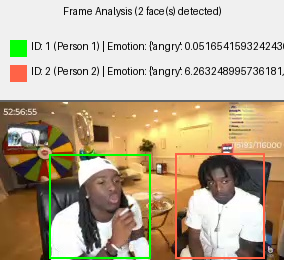 Frame Analysis (2 face(s) detected)
ID: 1 (Person 1) | Emotion: {'angry': 0.051654159324243
ID: 2 (Person 2) | Emotion: {'angry': 6.263248995736181,
52:56:55